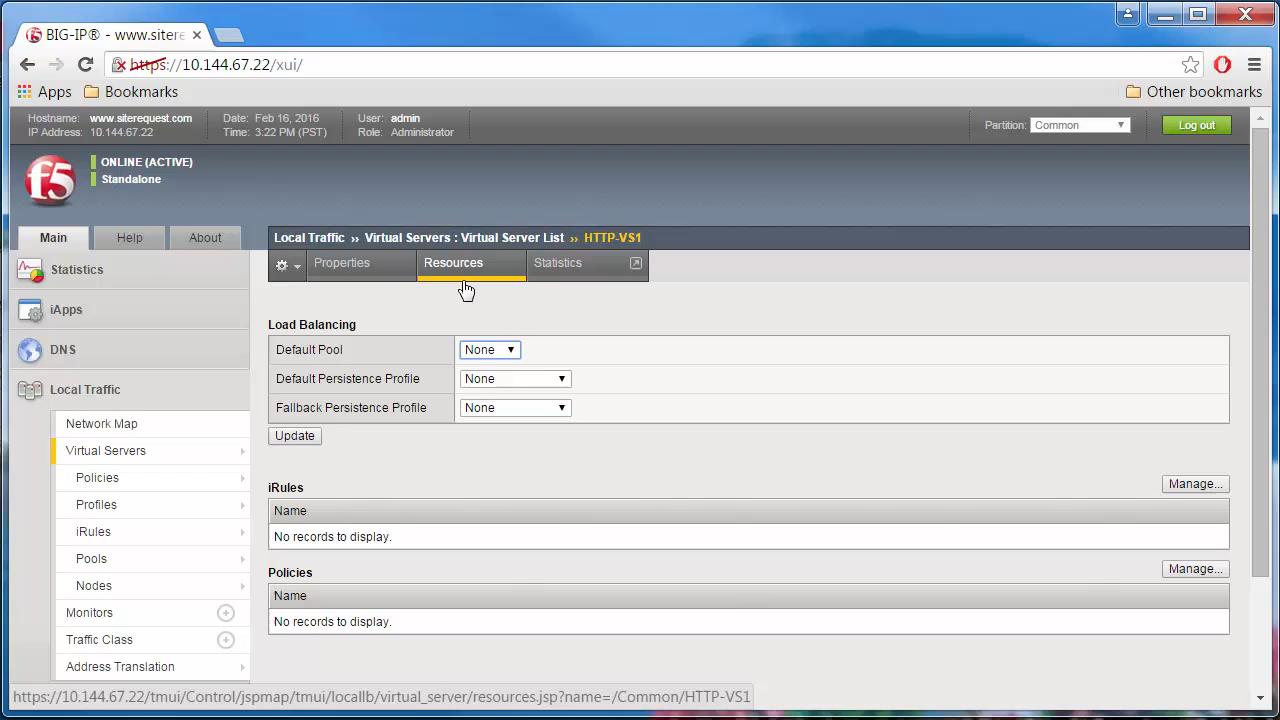 BIG-IP® - www.sitere
https://10.144.67.22/xui/
Apps Bookmarks Other bookmarks
Hostname: www.siterequest.com Date: Feb 16, 2016 User: admin
IP Address: 10.144.67.22 Time: 3:22 PM (PST) Role: Administrator
Partition: Common Log out
f5
ONLINE (ACTIVE)
Standalone
Main Help About
Local Traffic ›› Virtual Servers : Virtual Server List ›› HTTP-VS1
Properties Resources Statistics
Statistics
iApps
DNS
Local Traffic
Network Map
Virtual Servers
Policies
Profiles
iRules
Pools
Nodes
Monitors
Traffic Class
Address Translation
Load Balancing
Default Pool None
Default Persistence Profile None
Fallback Persistence Profile None
Update
iRules Manage...
Name
No records to display.
Policies Manage...
Name
No records to display.
https://10.144.67.22/tmui/Control/jspmap/tmui/locallb/virtual_server/resources.jsp?name=/Common/HTTP-VS1